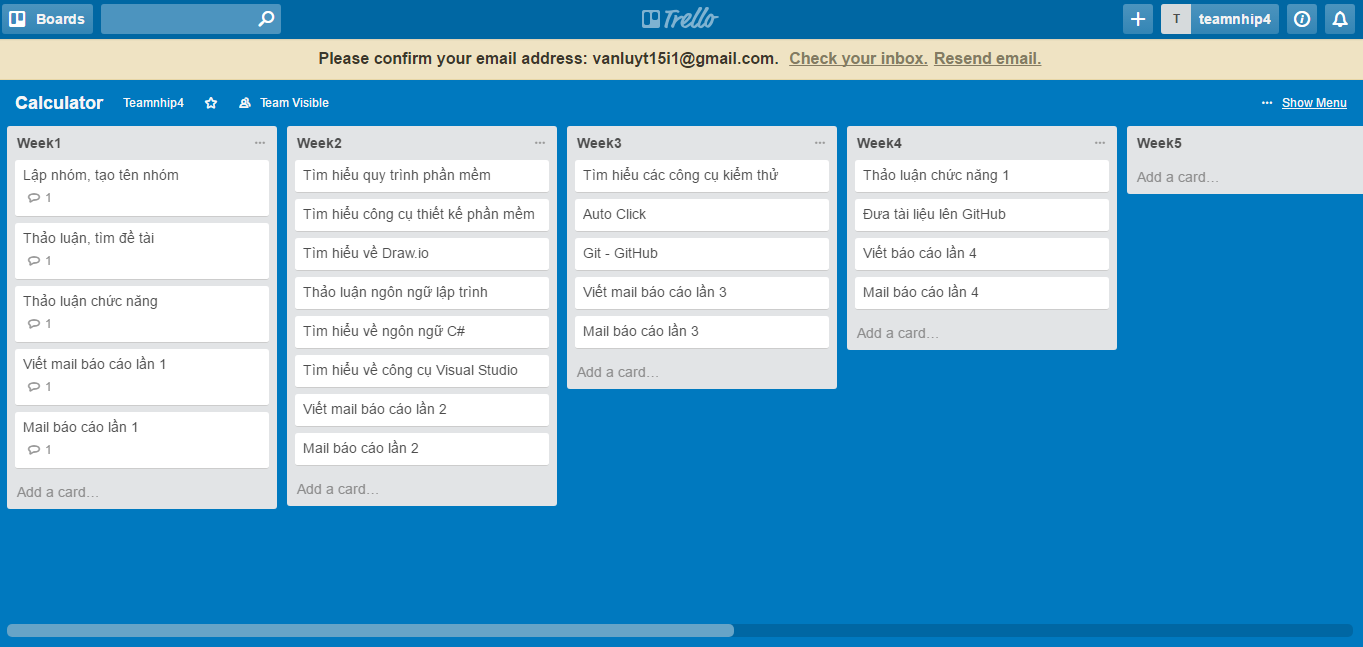 Boards
Trello
T
teamnhip4
Please confirm your email address: vanluyt15i1@gmail.com. Check your inbox. Resend email.
Calculator
Teamnhip4
Team Visible
Show Menu
Week1
Lập nhóm, tạo tên nhóm
1
Thảo luận, tìm đề tài
1
Thảo luận chức năng
1
Viết mail báo cáo lần 1
1
Mail báo cáo lần 1
1
Add a card…
Week2
Tìm hiểu quy trình phần mềm
Tìm hiểu công cụ thiết kế phần mềm
Tìm hiểu về Draw.io
Thảo luận ngôn ngữ lập trình
Tìm hiểu về ngôn ngữ C#
Tìm hiểu về công cụ Visual Studio
Viết mail báo cáo lần 2
Mail báo cáo lần 2
Add a card…
Week3
Tìm hiểu các công cụ kiểm thử
Auto Click
Git - GitHub
Viết mail báo cáo lần 3
Mail báo cáo lần 3
Add a card…
Week4
Thảo luận chức năng 1
Đưa tài liệu lên GitHub
Viết báo cáo lần 4
Mail báo cáo lần 4
Add a card…
Week5
Add a card…